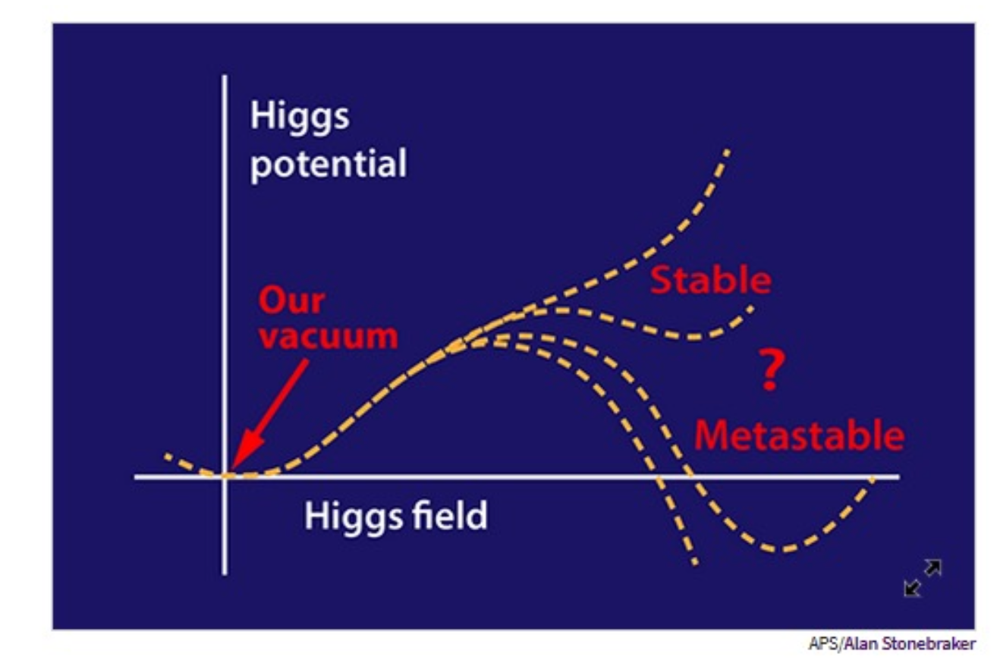 Higgs
potential
Our
vacuum
Stable
?
Metastable
Higgs field
APS/Alan Stonebraker